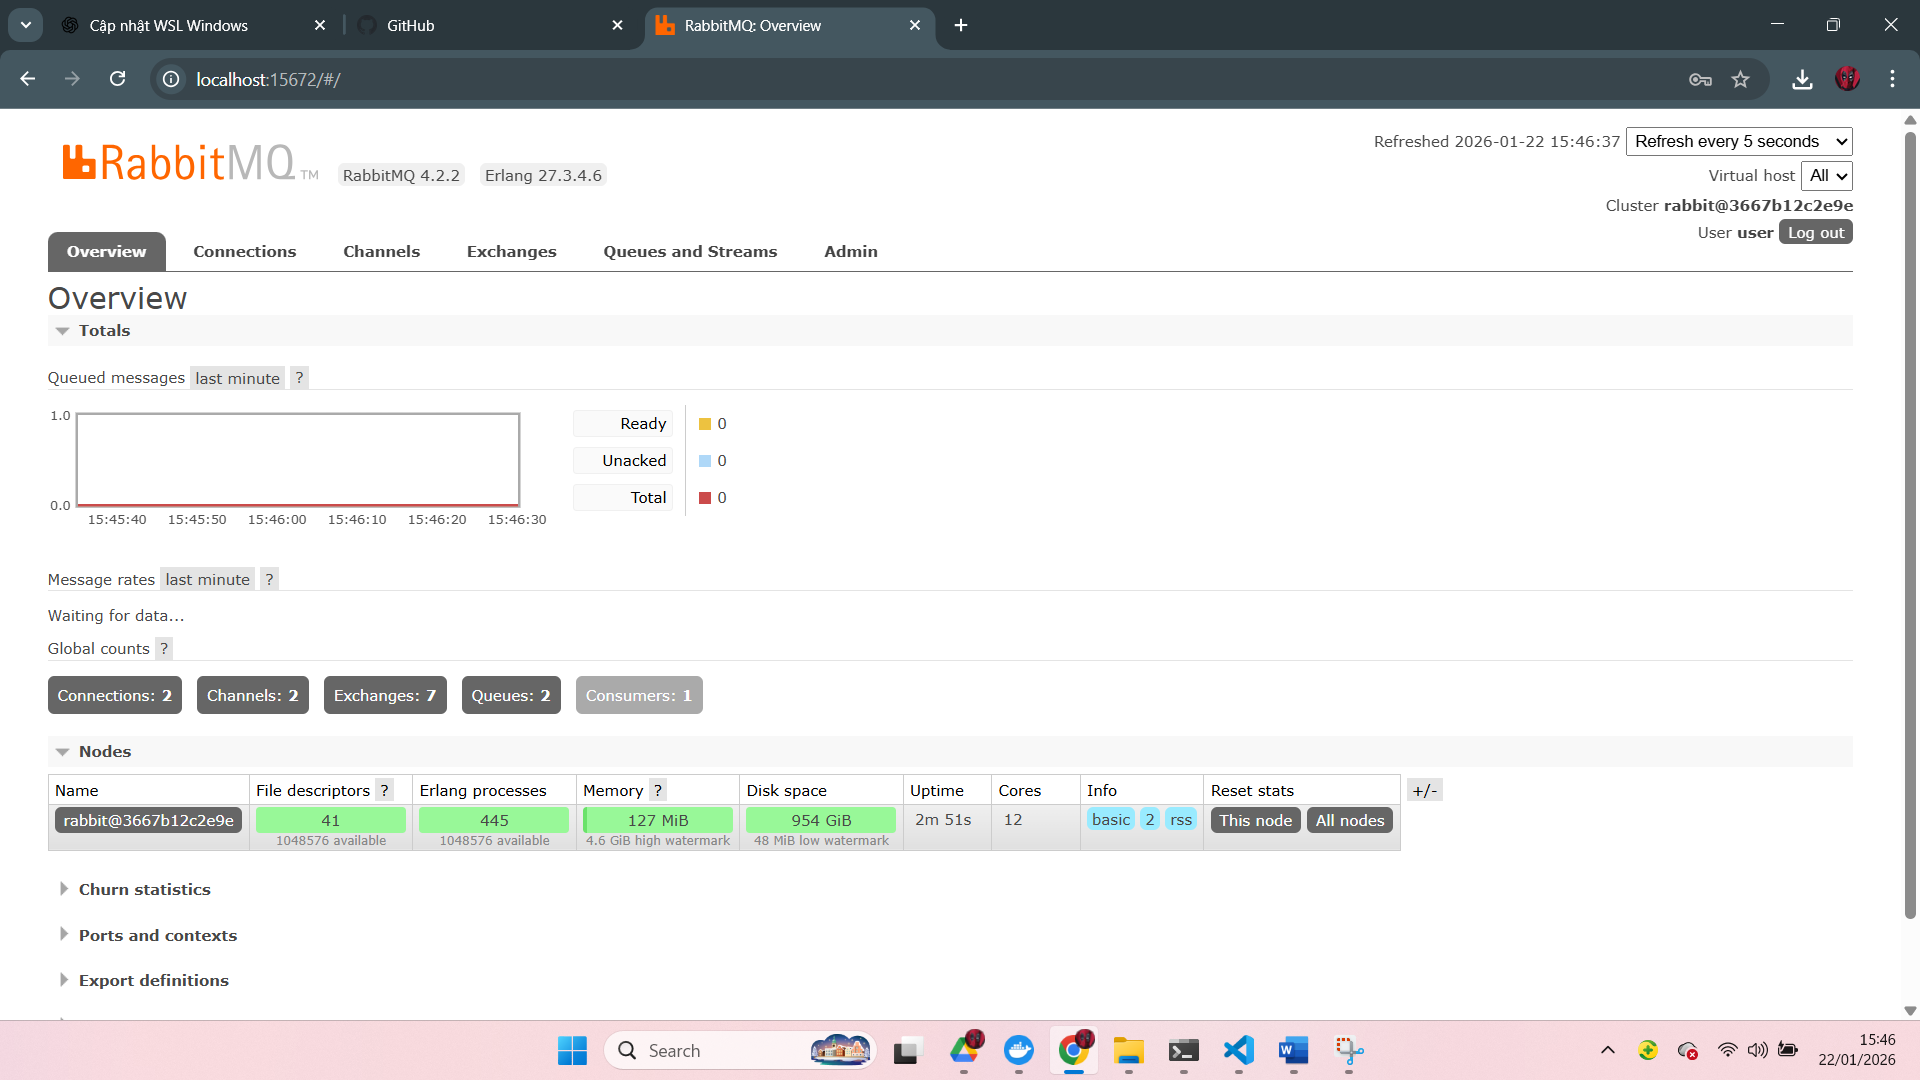 Cập nhật WSL Windows
GitHub
RabbitMQ: Overview
localhost:15672/#/
RabbitMQ TM
RabbitMQ 4.2.2
Erlang 27.3.4.6
Refreshed 2026-01-22 15:46:37
Refresh every 5 seconds
Virtual host All
Cluster rabbit@3667b12c2e9e
User user Log out
Overview
Connections
Channels
Exchanges
Queues and Streams
Admin
Overview
Totals
Queued messages last minute ?
1.0
0.0
15:45:40 15:45:50 15:46:00 15:46:10 15:46:20 15:46:30
Ready 0
Unacked 0
Total 0
Message rates last minute ?
Waiting for data...
Global counts ?
Connections: 2
Channels: 2
Exchanges: 7
Queues: 2
Consumers: 1
Nodes
Name File descriptors ? Erlang processes Memory ? Disk space Uptime Cores Info Reset stats +/-
rabbit@3667b12c2e9e 41 445 127 MiB 954 GiB 2m 51s 12 basic 2 rss This node All nodes
1048576 available 1048576 available 4.6 GiB high watermark 48 MiB low watermark
Churn statistics
Ports and contexts
Export definitions
Search
15:46
22/01/2026